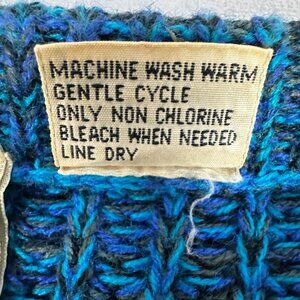 MACHINE WASH WARM
GENTLE CYCLE
ONLY NON CHLORINE
BLEACH WHEN NEEDED
LINE DRY